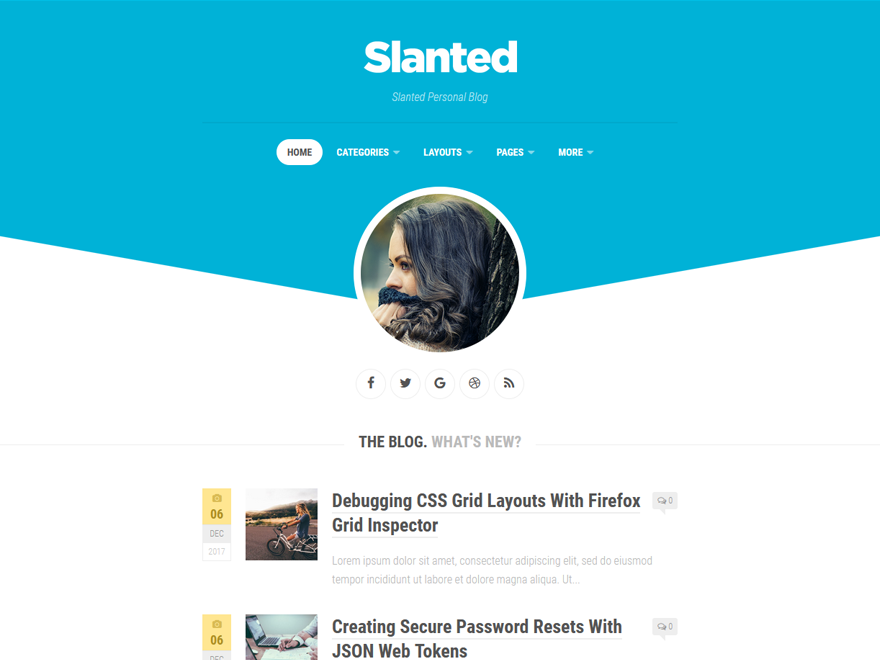 Slanted
Slanted Personal Blog
HOME CATEGORIES LAYOUTS PAGES MORE
THE BLOG. WHAT'S NEW?
06
DEC
2017
Debugging CSS Grid Layouts With Firefox
Grid Inspector
0
Lorem ipsum dolor sit amet, consectetur adipiscing elit, sed do eiusmod
tempor incididunt ut labore et dolore magna aliqua. Ut...
06
DEC
Creating Secure Password Resets With
JSON Web Tokens
0